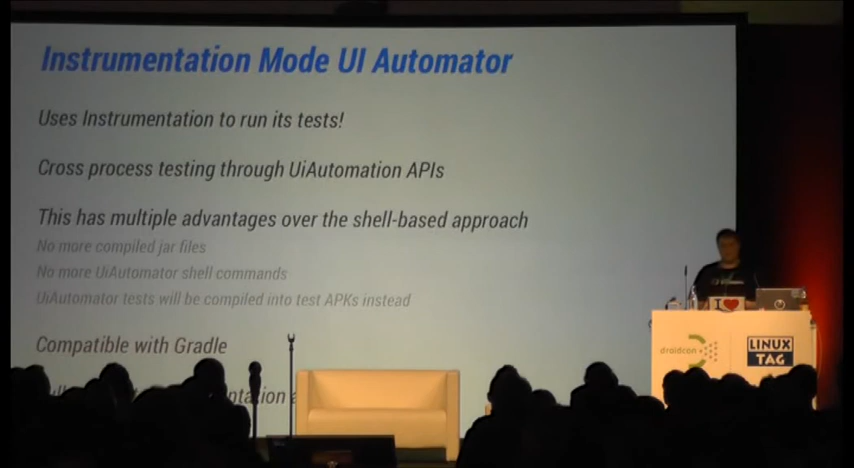 Instrumentation Mode UI Automator
Uses Instrumentation to run its tests!
Cross process testing through UiAutomation APIs
This has multiple advantages over the shell-based approach
No more compiled jar files
No more UiAutomator shell commands
UiAutomator tests will be compiled into test APKs instead
Compatible with Gradle
I
droidcon
LINUX
TAG